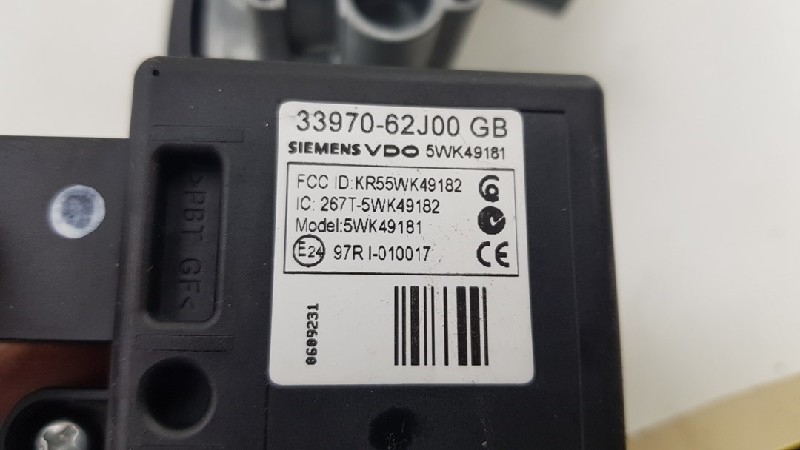 33970-62J00 GB
SIEMENS VDO 5WK49181
FCC ID:KR55WK49182
IC: 267T-5WK49182
Model:5WK49181
E24 97R I-010017 CE
0609231
>PBT GF<